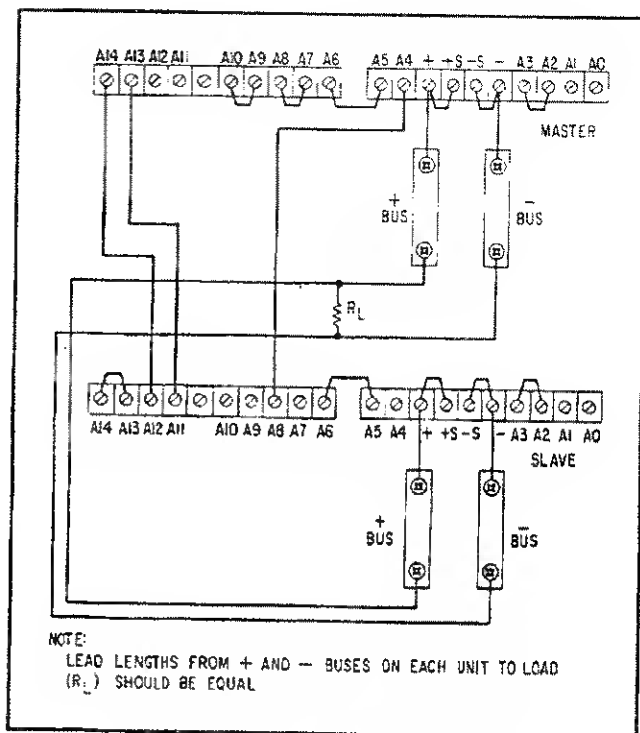 A14 A13 A12 A11 A10 A9 A8 A7 A6 A5 A4 + +S -S - A3 A2 A1 A0
MASTER
+ BUS
- BUS
RL
A14 A13 A12 A11 A10 A9 A8 A7 A6 A5 A4 + +S -S - A3 A2 A1 A0
SLAVE
+ BUS
- BUS
NOTE:
LEAD LENGTHS FROM + AND - BUSES ON EACH UNIT TO LOAD
(RL) SHOULD BE EQUAL